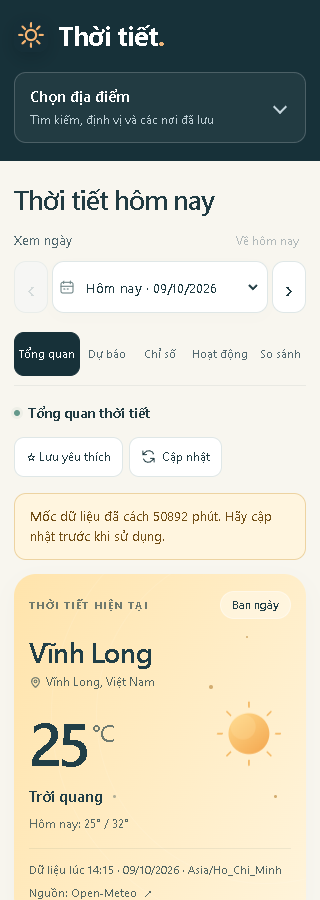 Thời tiết.
Chọn địa điểm
Tìm kiếm, định vị và các nơi đã lưu
Thời tiết hôm nay
Xem ngày
Về hôm nay
Hôm nay · 09/10/2026
Tổng quan
Dự báo
Chỉ số
Hoạt động
So sánh
Tổng quan thời tiết
☆ Lưu yêu thích
Cập nhật
Mốc dữ liệu đã cách 50892 phút. Hãy cập
nhật trước khi sử dụng.
THỜI TIẾT HIỆN TẠI
Ban ngày
Vĩnh Long
Vĩnh Long, Việt Nam
25°C
Trời quang
Hôm nay: 25° / 32°
Dữ liệu lúc 14:15 · 09/10/2026 · Asia/Ho_Chi_Minh
Nguồn: Open-Meteo ↗